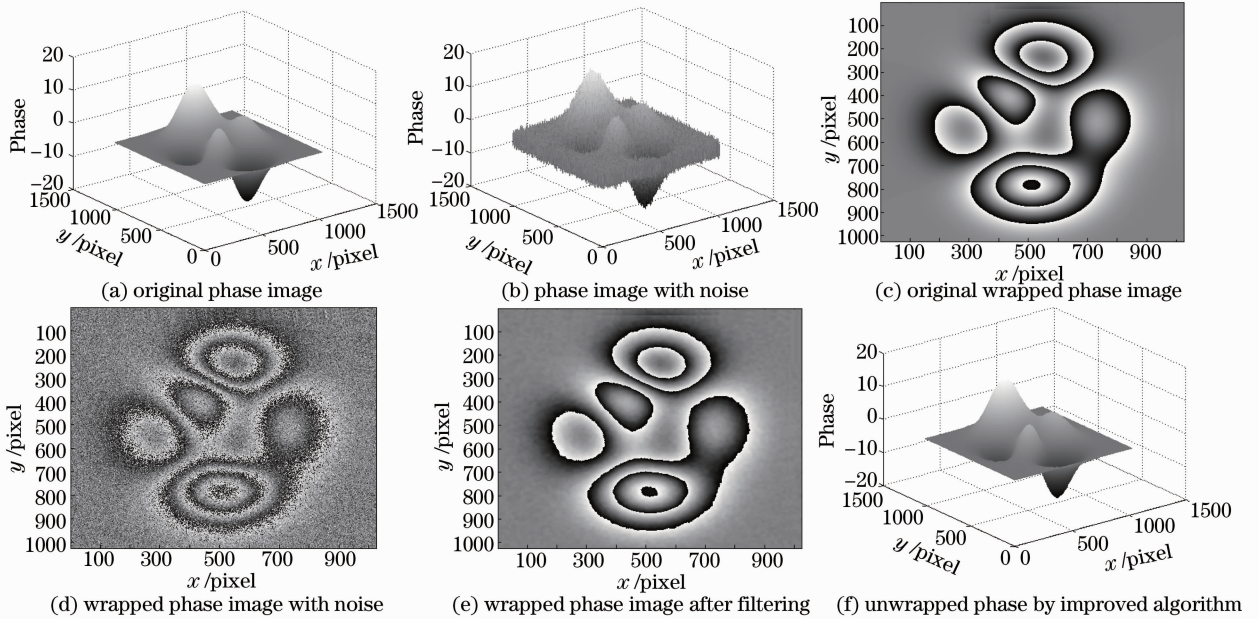 20
10
0
−10
−20
1500
1000
500
0
0
500
1000
1500
Phase
y /pixel
x /pixel
(a) original phase image
20
10
0
−10
−20
1500
1000
500
0
0
500
1000
1500
Phase
y /pixel
x /pixel
(b) phase image with noise
100
200
300
400
500
600
700
800
900
1000
y /pixel
100 300 500 700 900
x /pixel
(c) original wrapped phase image
100
200
300
400
500
600
700
800
900
1000
y /pixel
100 300 500 700 900
x /pixel
(d) wrapped phase image with noise
100
200
300
400
500
600
700
800
900
1000
y /pixel
100 300 500 700 900
x /pixel
(e) wrapped phase image after filtering
20
10
0
−10
−20
1500
1000
500
0
0
500
1000
1500
Phase
y /pixel
x /pixel
(f) unwrapped phase by improved algorithm